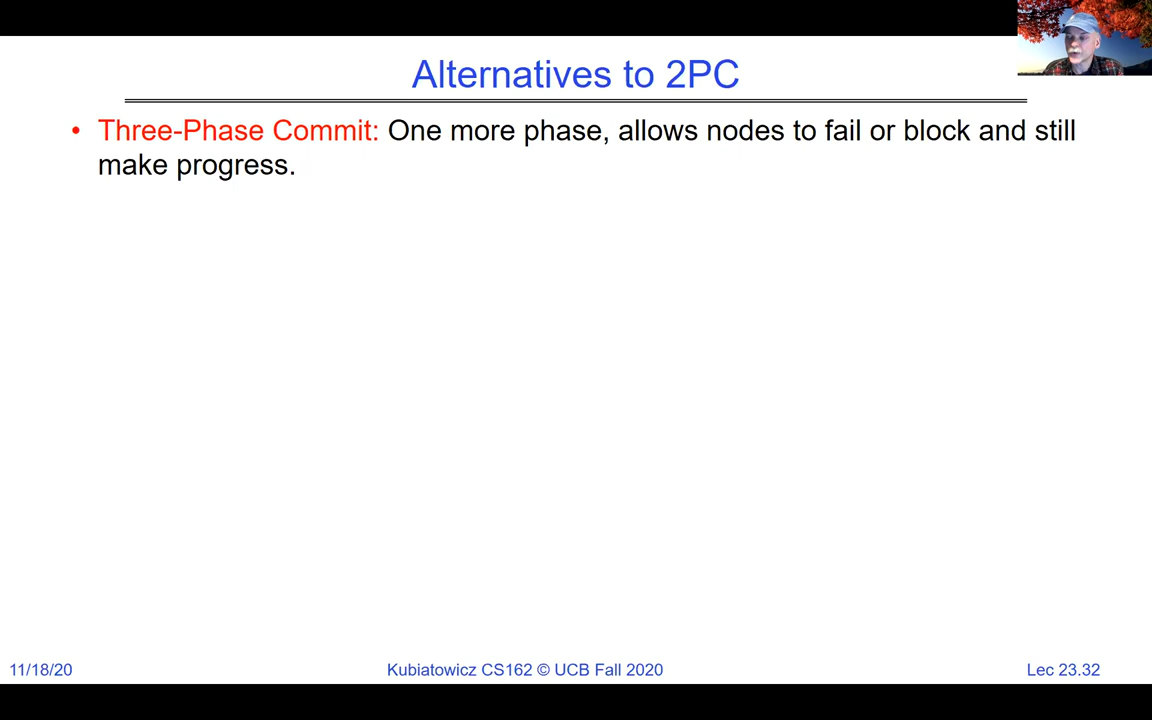 Alternatives to 2PC
• Three-Phase Commit: One more phase, allows nodes to fail or block and still
make progress.
11/18/20
Kubiatowicz CS162 © UCB Fall 2020
Lec 23.32